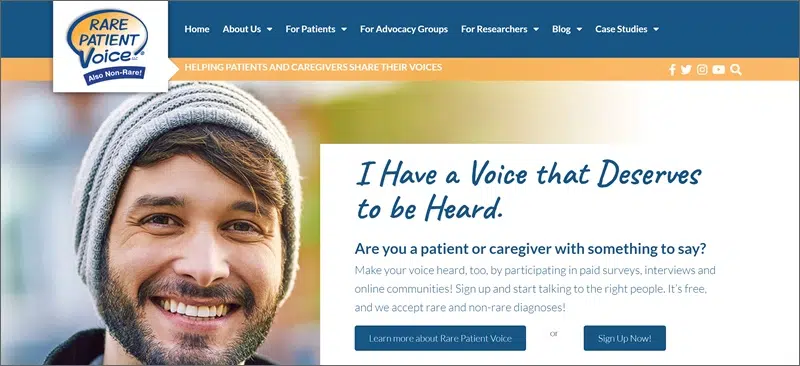 RARE
PATIENT
Voice
LLC
Also Non-Rare!
Home About Us For Patients For Advocacy Groups For Researchers Blog Case Studies
HELPING PATIENTS AND CAREGIVERS SHARE THEIR VOICES
I Have a Voice that Deserves
to be Heard.
Are you a patient or caregiver with something to say?
Make your voice heard, too, by participating in paid surveys, interviews and
online communities! Sign up and start talking to the right people. It's free,
and we accept rare and non-rare diagnoses!
Learn more about Rare Patient Voice or Sign Up Now!